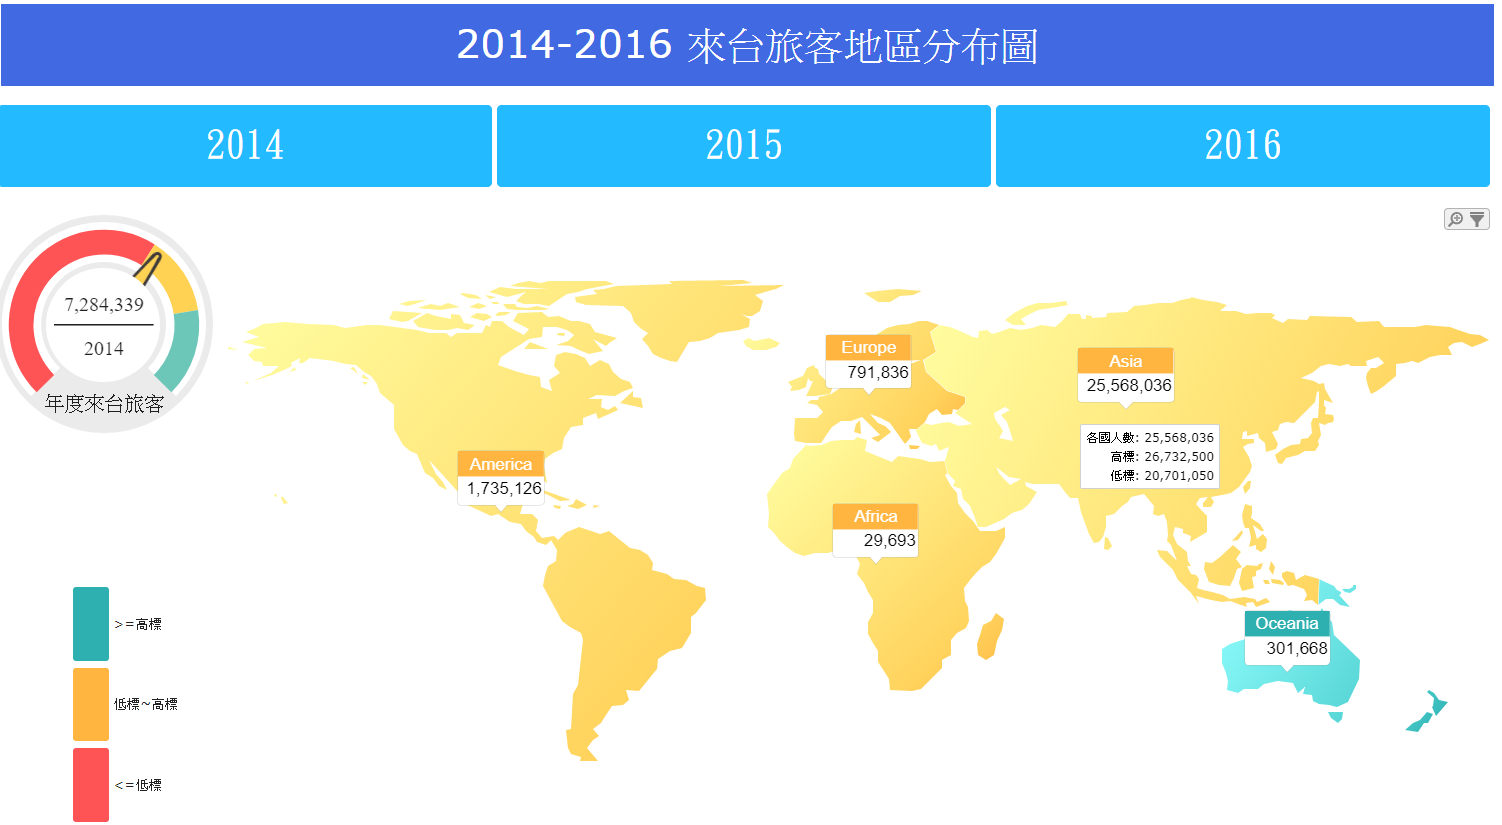 2014-2016 來台旅客地區分布圖
2014
2015
2016
7,284,339
2014
年度來台旅客
Europe
791,836
Asia
25,568,036
各國人數: 25,568,036
高標: 26,732,500
低標: 20,701,050
America
1,735,126
Africa
29,693
Oceania
301,668
>=高標
低標~高標
<=低標